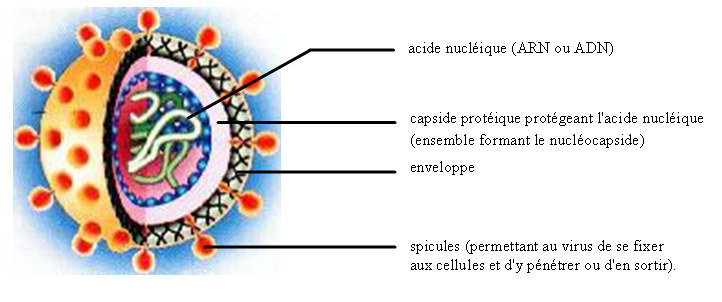 acide nucléique (ARN ou ADN)
capside protéique protégeant l'acide nucléique
(ensemble formant le nucléocapside)
enveloppe
spicules (permettant au virus de se fixer
aux cellules et d'y pénétrer ou d'en sortir).